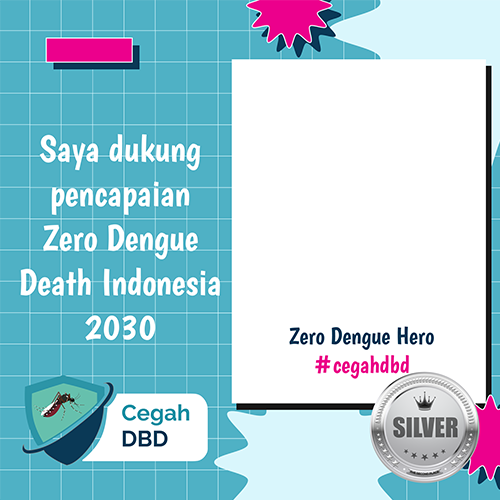 Saya dukung
pencapaian
Zero Dengue
Death Indonesia
2030
Zero Dengue Hero
#cegahdbd
Cegah
DBD
SILVER